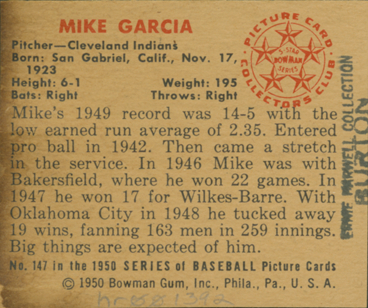 MIKE GARCIA
Pitcher—Cleveland Indians
Born: San Gabriel, Calif., Nov. 17,
1923
Height: 6-1 Weight: 195
Bats: Right Throws: Right
Mike's 1949 record was 14-5 with the
low earned run average of 2.35. Entered
pro ball in 1942. Then came a stretch
in the service. In 1946 Mike was with
Bakersfield, where he won 22 games. In
1947 he won 17 for Wilkes-Barre. With
Oklahoma City in 1948 he tucked away
19 wins, fanning 163 men in 259 innings.
Big things are expected of him.
No. 147 in the 1950 SERIES of BASEBALL Picture Cards
©1950 Bowman Gum, Inc., Phila., Pa., U. S. A.
PICTURE CARD
COLLECTORS CLUB
5-STAR
BOWMAN
SERIES
COLLECTION
BURTON